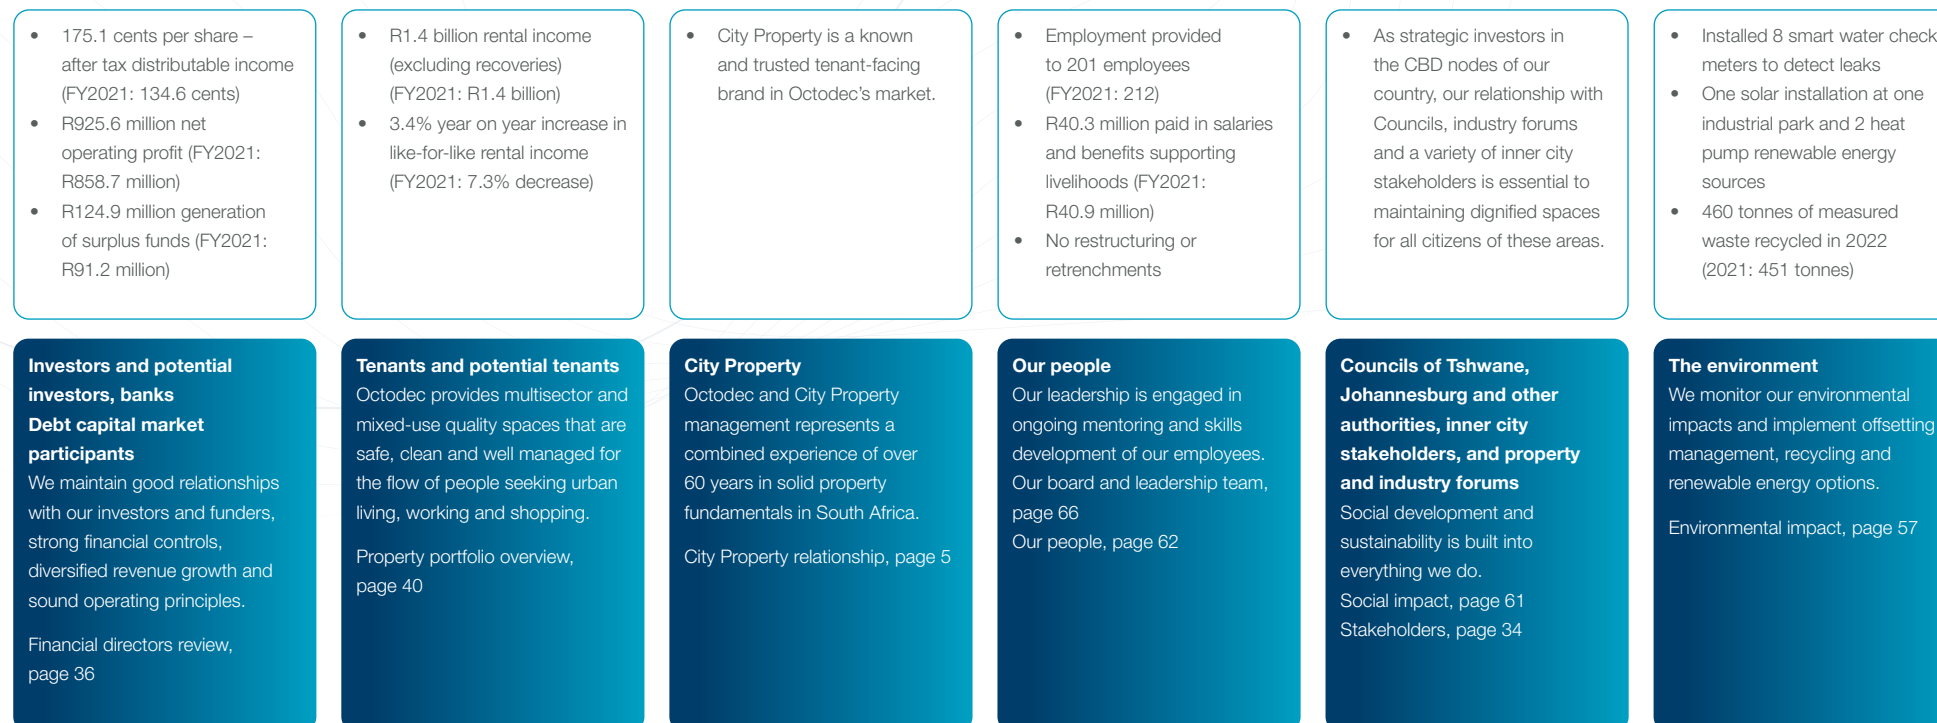 • 175.1 cents per share –
after tax distributable income
(FY2021: 134.6 cents)
• R925.6 million net
operating profit (FY2021:
R858.7 million)
• R124.9 million generation
of surplus funds (FY2021:
R91.2 million)
• R1.4 billion rental income
(excluding recoveries)
(FY2021: R1.4 billion)
• 3.4% year on year increase in
like-for-like rental income
(FY2021: 7.3% decrease)
• City Property is a known
and trusted tenant-facing
brand in Octodec’s market.
• Employment provided
to 201 employees
(FY2021: 212)
• R40.3 million paid in salaries
and benefits supporting
livelihoods (FY2021:
R40.9 million)
• No restructuring or
retrenchments
• As strategic investors in
the CBD nodes of our
country, our relationship with
Councils, industry forums
and a variety of inner city
stakeholders is essential to
maintaining dignified spaces
for all citizens of these areas.
• Installed 8 smart water check
meters to detect leaks
• One solar installation at one
industrial park and 2 heat
pump renewable energy
sources
• 460 tonnes of measured
waste recycled in 2022
(2021: 451 tonnes)
Investors and potential
investors, banks
Debt capital market
participants
We maintain good relationships
with our investors and funders,
strong financial controls,
diversified revenue growth and
sound operating principles.
Financial directors review,
page 36
Tenants and potential tenants
Octodec provides multisector and
mixed-use quality spaces that are
safe, clean and well managed for
the flow of people seeking urban
living, working and shopping.
Property portfolio overview,
page 40
City Property
Octodec and City Property
management represents a
combined experience of over
60 years in solid property
fundamentals in South Africa.
City Property relationship, page 5
Our people
Our leadership is engaged in
ongoing mentoring and skills
development of our employees.
Our board and leadership team,
page 66
Our people, page 62
Councils of Tshwane,
Johannesburg and other
authorities, inner city
stakeholders, and property
and industry forums
Social development and
sustainability is built into
everything we do.
Social impact, page 61
Stakeholders, page 34
The environment
We monitor our environmental
impacts and implement offsetting
management, recycling and
renewable energy options.
Environmental impact, page 57